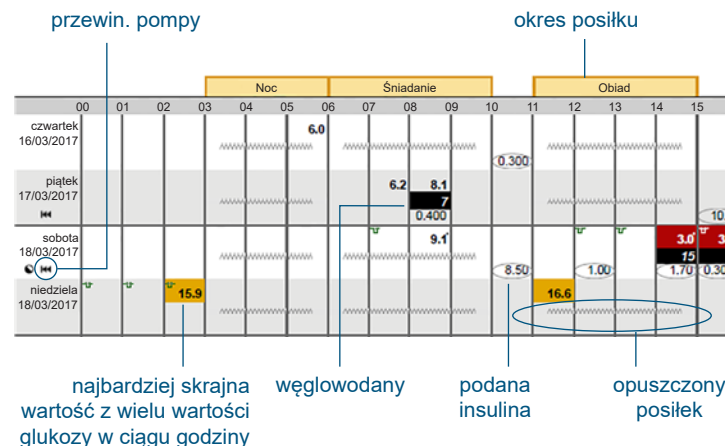 przewin. pompy
okres posiłku
Noc Śniadanie Obiad
00 01 02 03 04 05 06 07 08 09 10 11 12 13 14 15
czwartek 6.0
16/03/2017
0.300
piątek 6.2 8.1
17/03/2017 7
0.400 10.
sobota 9.1 3.0 3
18/03/2017 15
8.50 1.00 1.70 0.30
niedziela 15.9 16.6
18/03/2017
najbardziej skrajna
wartość z wielu wartości
glukozy w ciągu godziny
węglowodany
podana
insulina
opuszczony
posiłek